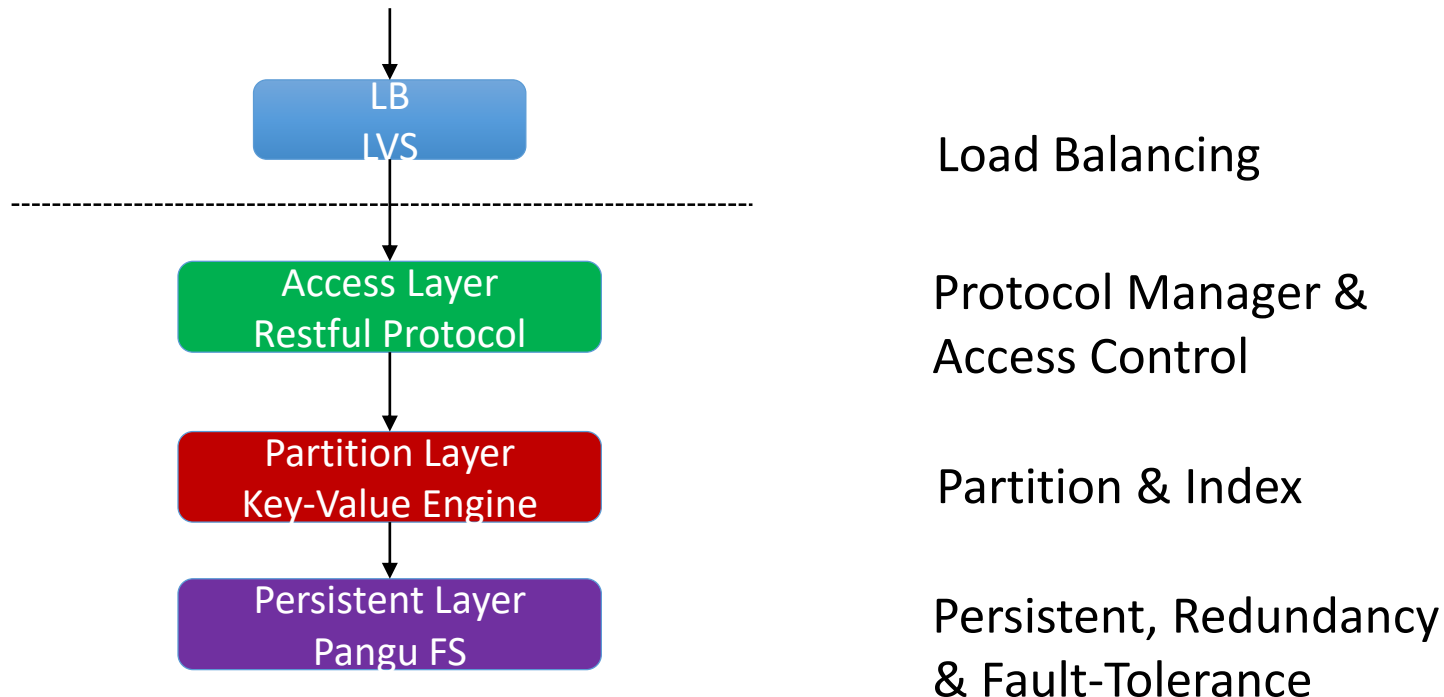 LB
LVS
Load Balancing
Access Layer
Restful Protocol
Protocol Manager &
Access Control
Partition Layer
Key-Value Engine
Partition & Index
Persistent Layer
Pangu FS
Persistent, Redundancy
& Fault-Tolerance